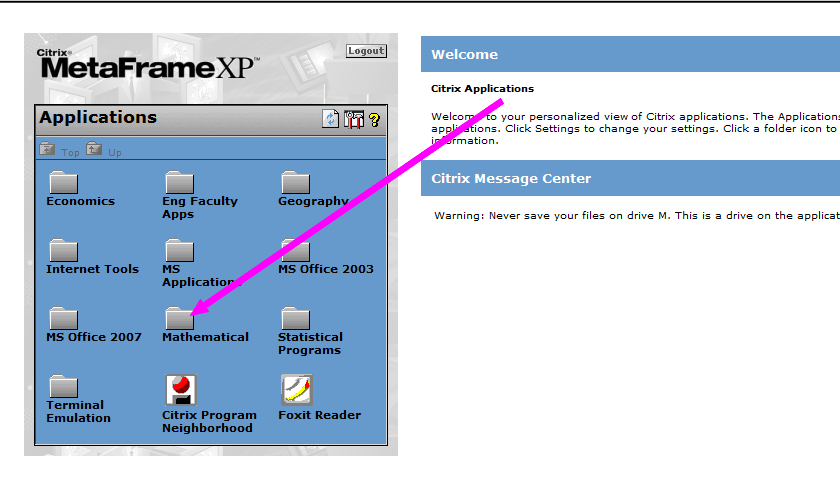 Citrix®
MetaFrameXP™
Logout
Applications
Top Up
Economics
Eng Faculty
Apps
Geography
Internet Tools
MS
Applications
MS Office 2003
MS Office 2007
Mathematical
Statistical
Programs
Terminal
Emulation
Citrix Program
Neighborhood
Foxit Reader
Welcome
Citrix Applications
Welcome to your personalized view of Citrix applications. The Applications
applications. Click Settings to change your settings. Click a folder icon to
information.
Citrix Message Center
Warning: Never save your files on drive M. This is a drive on the applicat